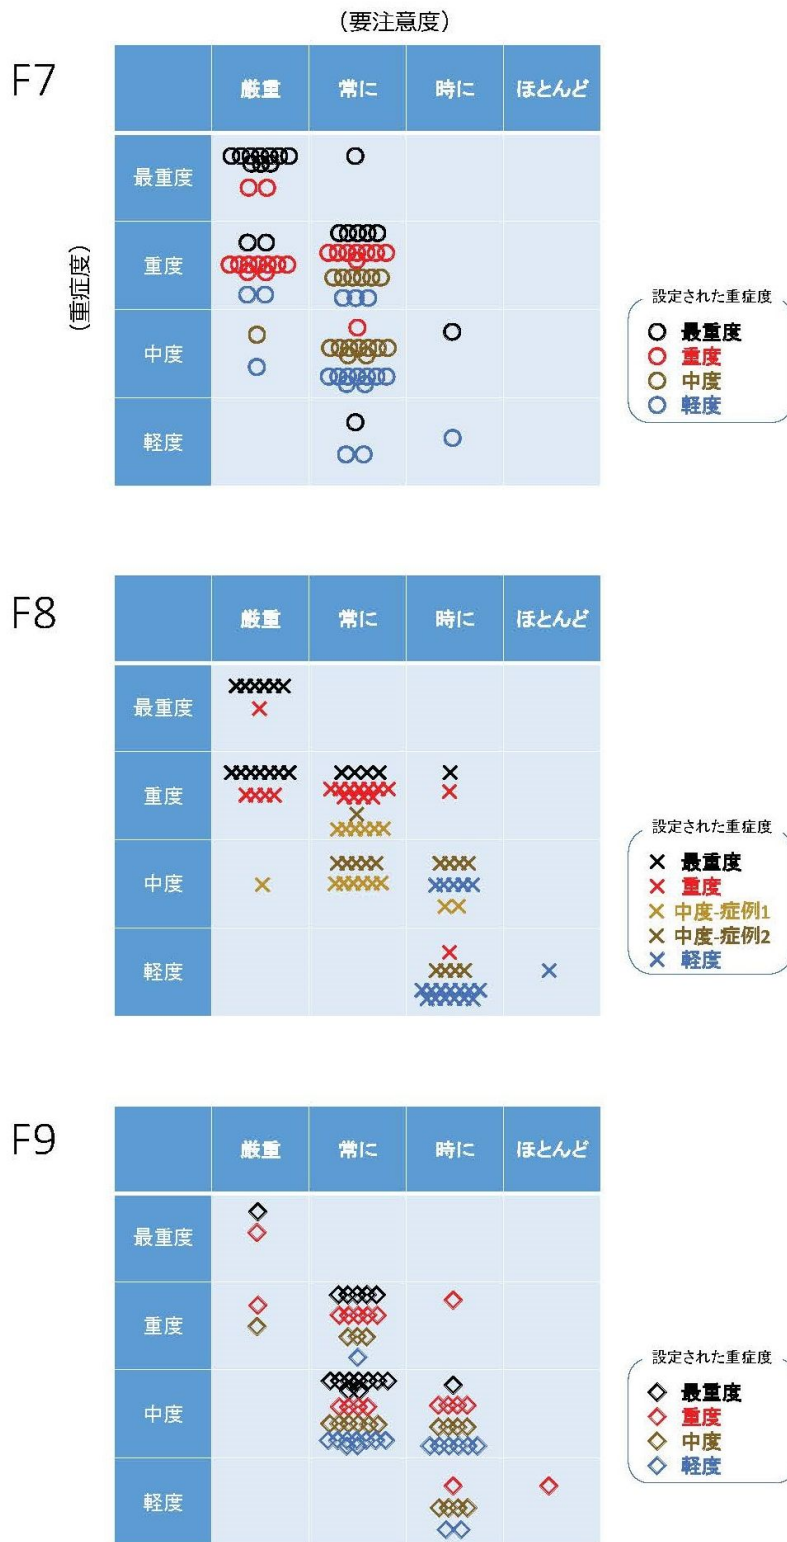 (要注意度)
F7
厳重 常に 時に ほとんど
最重度
重度
中度
軽度
(重症度)
設定された重症度
最重度
重度
中度
軽度
F8
厳重 常に 時に ほとんど
最重度
重度
中度
軽度
設定された重症度
最重度
重度
中度-症例1
中度-症例2
軽度
F9
厳重 常に 時に ほとんど
最重度
重度
中度
軽度
設定された重症度
最重度
重度
中度
軽度